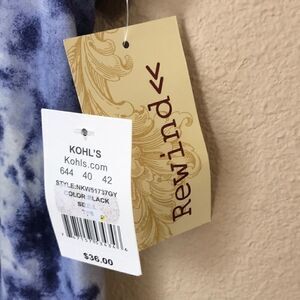 KOHL'S
Kohls.com
644 40 42
STYLE:NKW51737GY
COLOR:BLACK
$36.00
Rewind<<